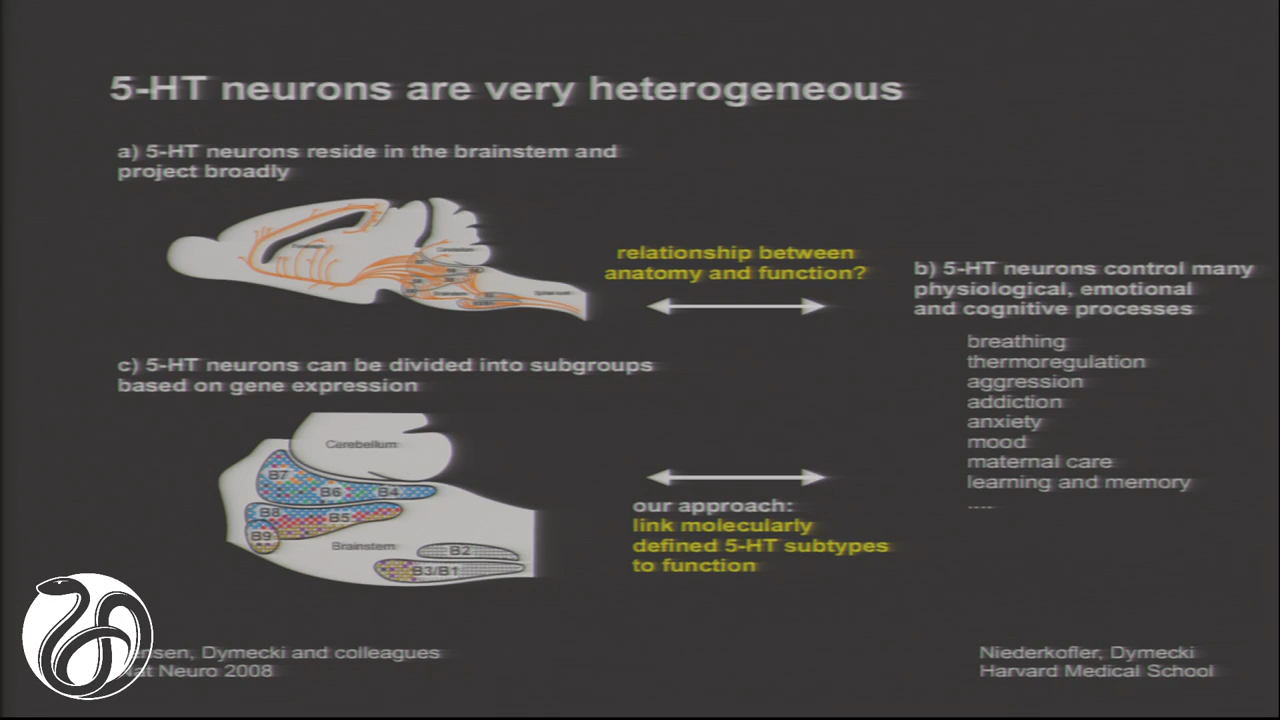 5-HT neurons are very heterogeneous
a) 5-HT neurons reside in the brainstem and
project broadly
relationship between
anatomy and function?
b) 5-HT neurons control many
physiological, emotional
and cognitive processes
breathing
thermoregulation
aggression
addiction
anxiety
mood
maternal care
learning and memory
....
c) 5-HT neurons can be divided into subgroups
based on gene expression
Cerebellum
B7
B6
B4
B8
B5
B9
Brainstem
B2
B3/B1
our approach:
link molecularly
defined 5-HT subtypes
to function
Dymecki and colleagues
Neuro 2008
Niederkofler, Dymecki
Harvard Medical School